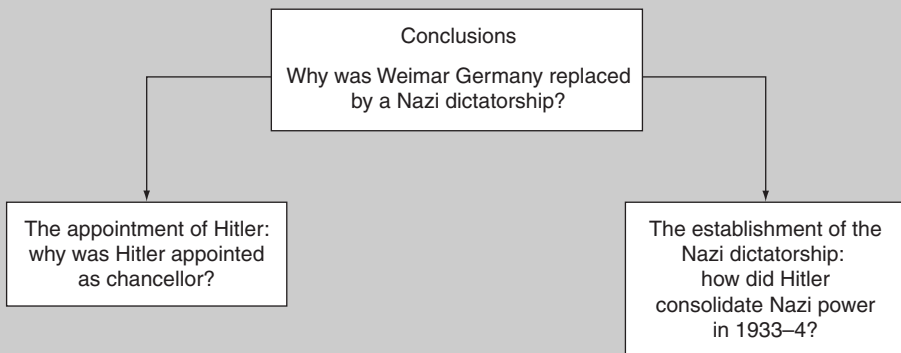 Conclusions
Why was Weimar Germany replaced
by a Nazi dictatorship?
The appointment of Hitler:
why was Hitler appointed
as chancellor?
The establishment of the
Nazi dictatorship:
how did Hitler
consolidate Nazi power
in 1933–4?